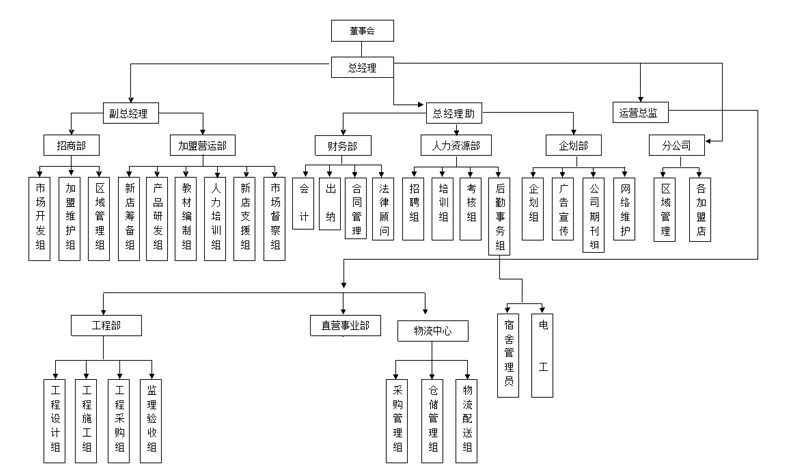 董事会
总经理
副总经理
总经理助
运营总监
招商部
加盟营运部
财务部
人力资源部
企划部
分公司
市场开发组
加盟维护组
区域管理组
新店筹备组
产品研发组
教材编制组
人力培训组
新店支援组
市场督察组
会计
出纳
合同管理
法律顾问
招聘组
培训组
考核组
后勤事务组
企划组
广告宣传
公司期刊组
网络维护
区域管理
各加盟店
工程部
直营事业部
物流中心
宿舍管理员
电工
工程设计组
工程施工组
工程采购组
监理验收组
采购管理组
仓储管理组
物流配送组